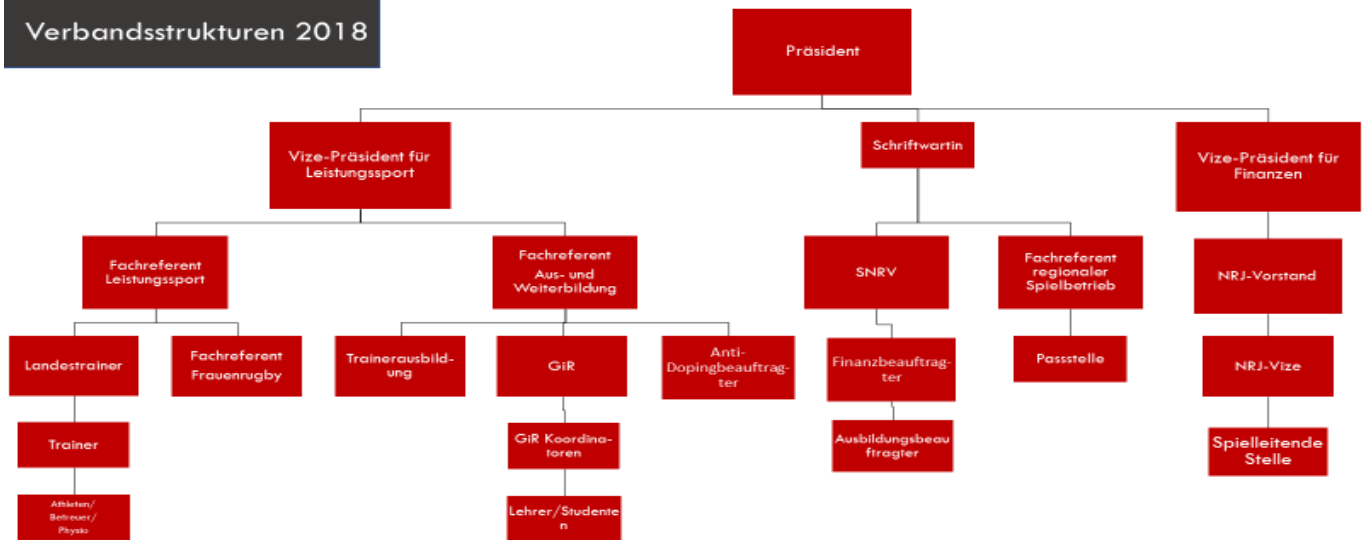 Verbandsstrukturen 2018
Präsident
Vize-Präsident für
Leistungssport
Schriftwartin
Vize-Präsident für
Finanzen
Fachreferent
Leistungssport
Fachreferent
Aus- und
Weiterbildung
SNRV
Fachreferent
regionaler
Spielbetrieb
NRJ-Vorstand
Landestrainer
Fachreferent
Frauenrugby
Trainerausbild-
ung
GiR
Anti-
Dopingbeauftrag-
ter
Finanzbeauftrag-
ter
Passstelle
NRJ-Vize
Trainer
GiR Koordina-
toren
Ausbildungsbeau
ftragter
Spielleitende
Stelle
Athleten/
Betreuer/
Physio
Lehrer/Studente
n